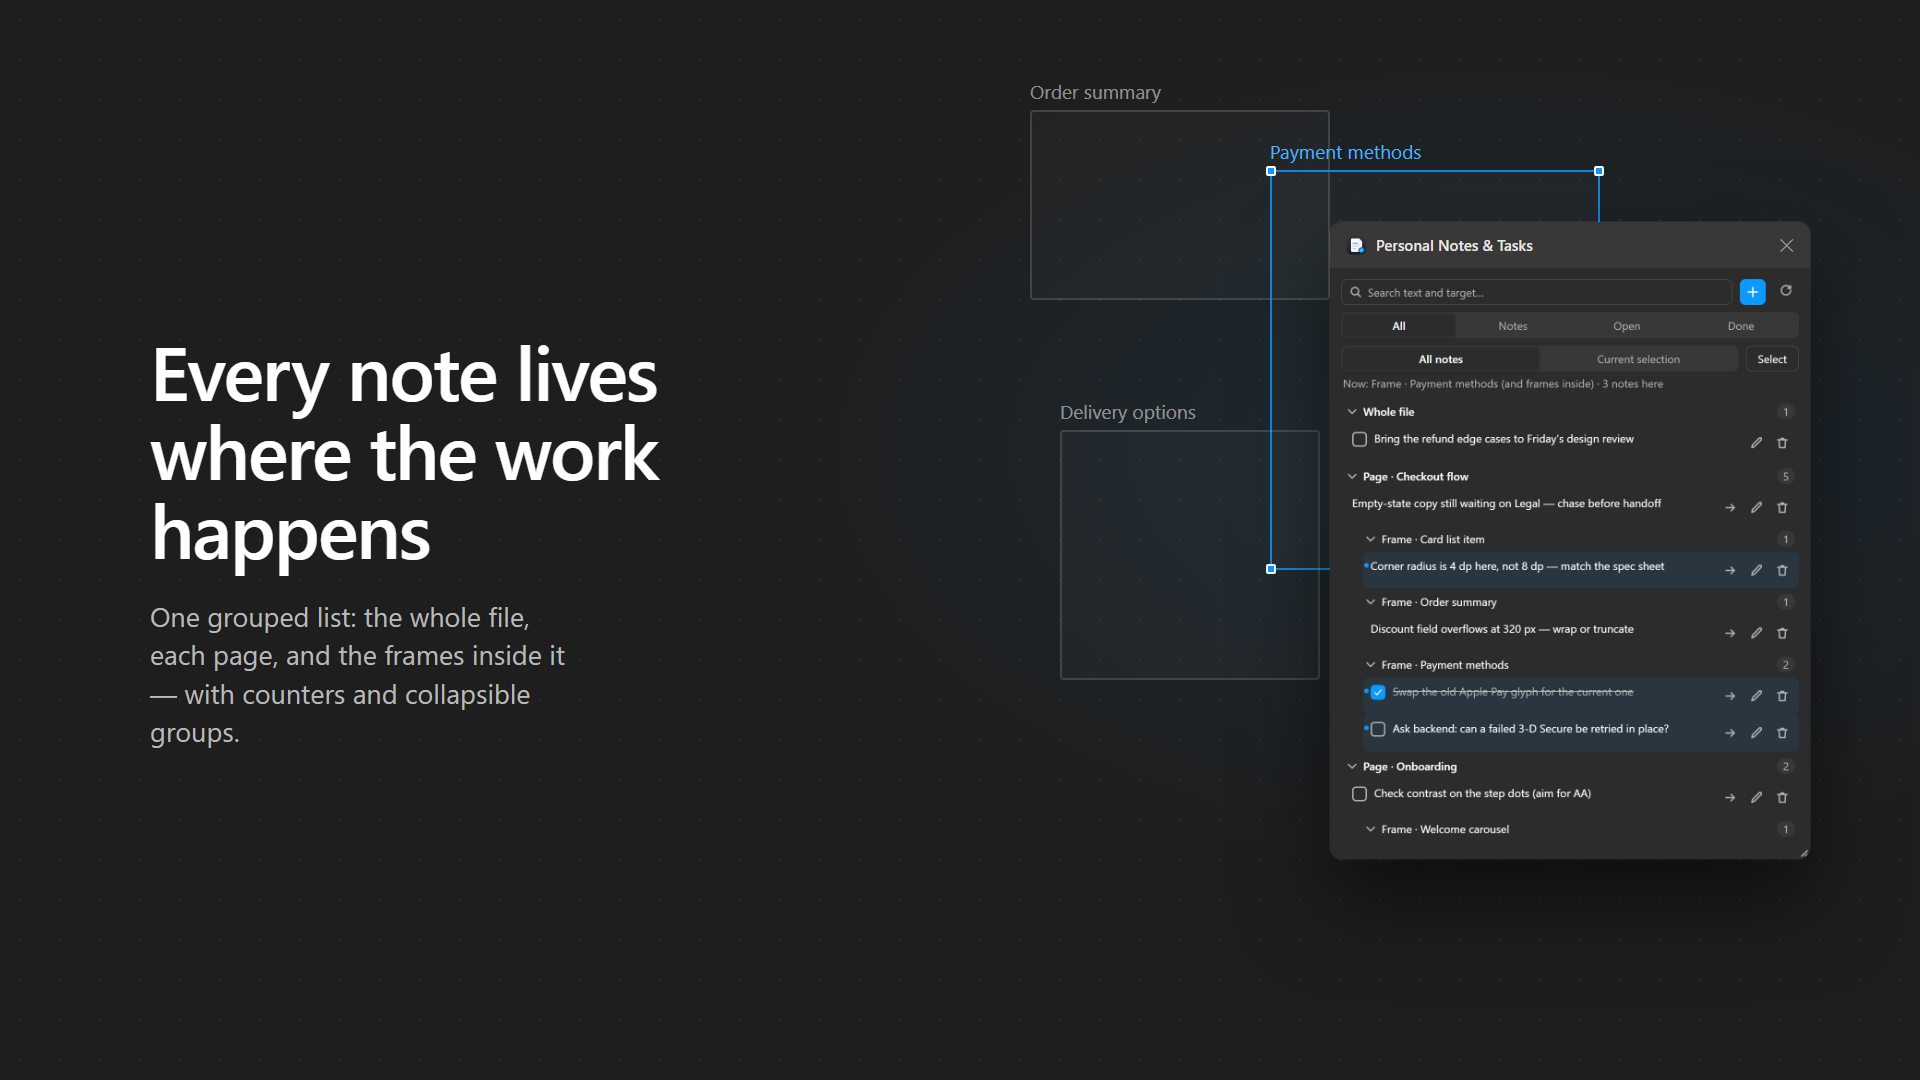 Every note lives
where the work
happens
One grouped list: the whole file,
each page, and the frames inside it
— with counters and collapsible
groups.
Order summary
Payment methods
Delivery options
Personal Notes & Tasks
Search text and target...
All Notes Open Done
All notes Current selection Select
Now: Frame · Payment methods (and frames inside) · 3 notes here
Whole file 1
Bring the refund edge cases to Friday's design review
Page · Checkout flow 5
Empty-state copy still waiting on Legal — chase before handoff
Frame · Card list item 1
Corner radius is 4 dp here, not 8 dp — match the spec sheet
Frame · Order summary 1
Discount field overflows at 320 px — wrap or truncate
Frame · Payment methods 2
Swap the old Apple Pay glyph for the current one
Ask backend: can a failed 3-D Secure be retried in place?
Page · Onboarding 2
Check contrast on the step dots (aim for AA)
Frame · Welcome carousel 1